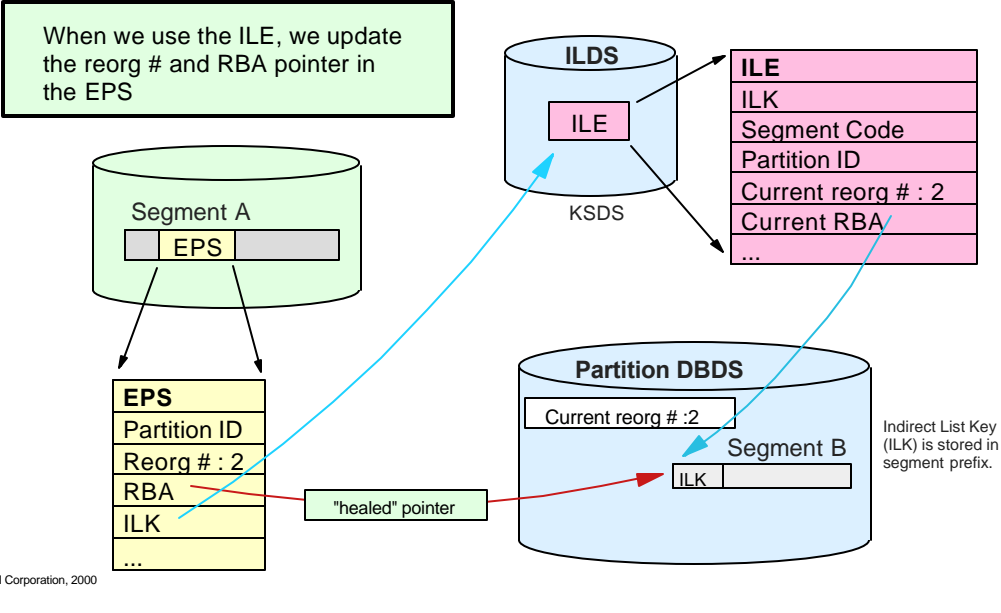 When we use the ILE, we update
the reorg # and RBA pointer in
the EPS
ILDS
ILE
KSDS
ILE
ILK
Segment Code
Partition ID
Current reorg # : 2
Current RBA
...
Segment A
EPS
EPS
Partition ID
Reorg # : 2
RBA
ILK
...
"healed" pointer
Partition DBDS
Current reorg # :2
Segment B
ILK
Indirect List Key
(ILK) is stored in
segment prefix.
Corporation, 2000